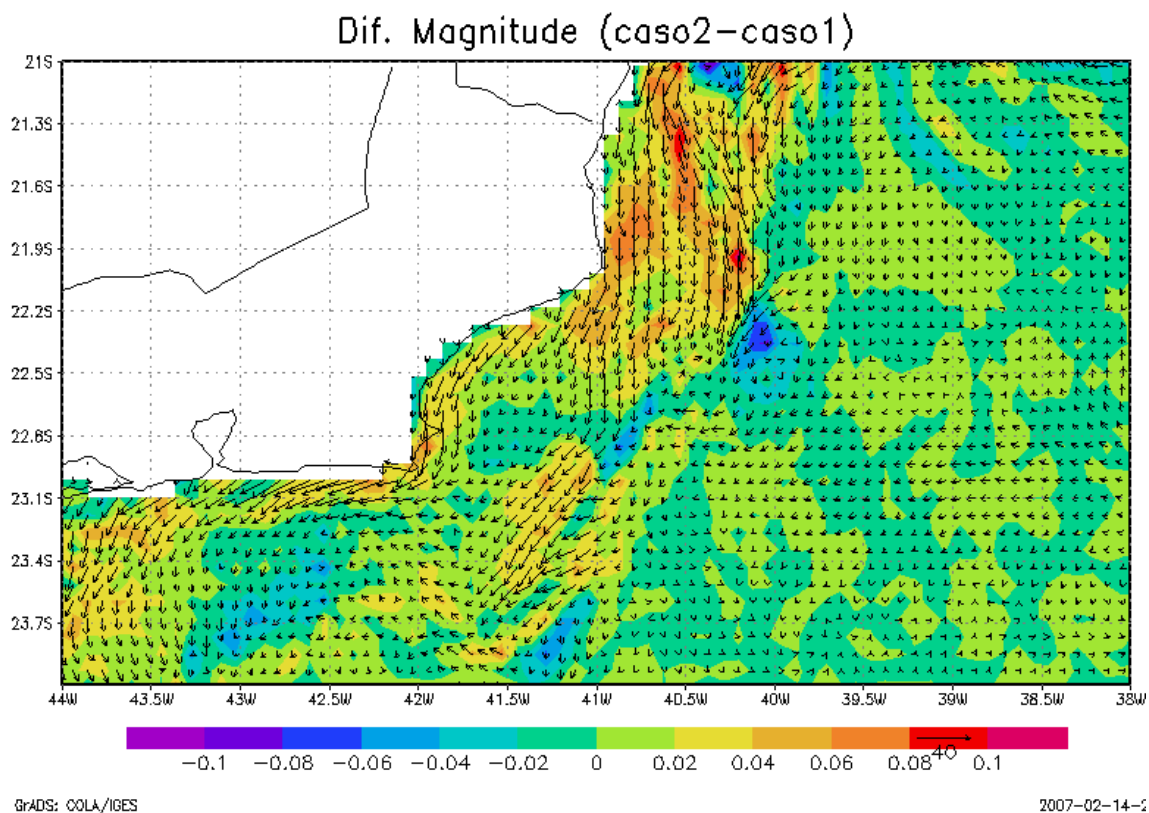 Dif. Magnitude (caso2-caso1)
21S
21.3S
21.6S
21.9S
22.2S
22.5S
22.8S
23.1S
23.4S
23.7S
44W 43.5W 43W 42.5W 42W 41.5W 41W 40.5W 40W 39.5W 39W 38.5W 38W
-0.1 -0.08 -0.06 -0.04 -0.02 0 0.02 0.04 0.06 0.08 40 0.1
GrADS: COLA/IGES 2007-02-14-